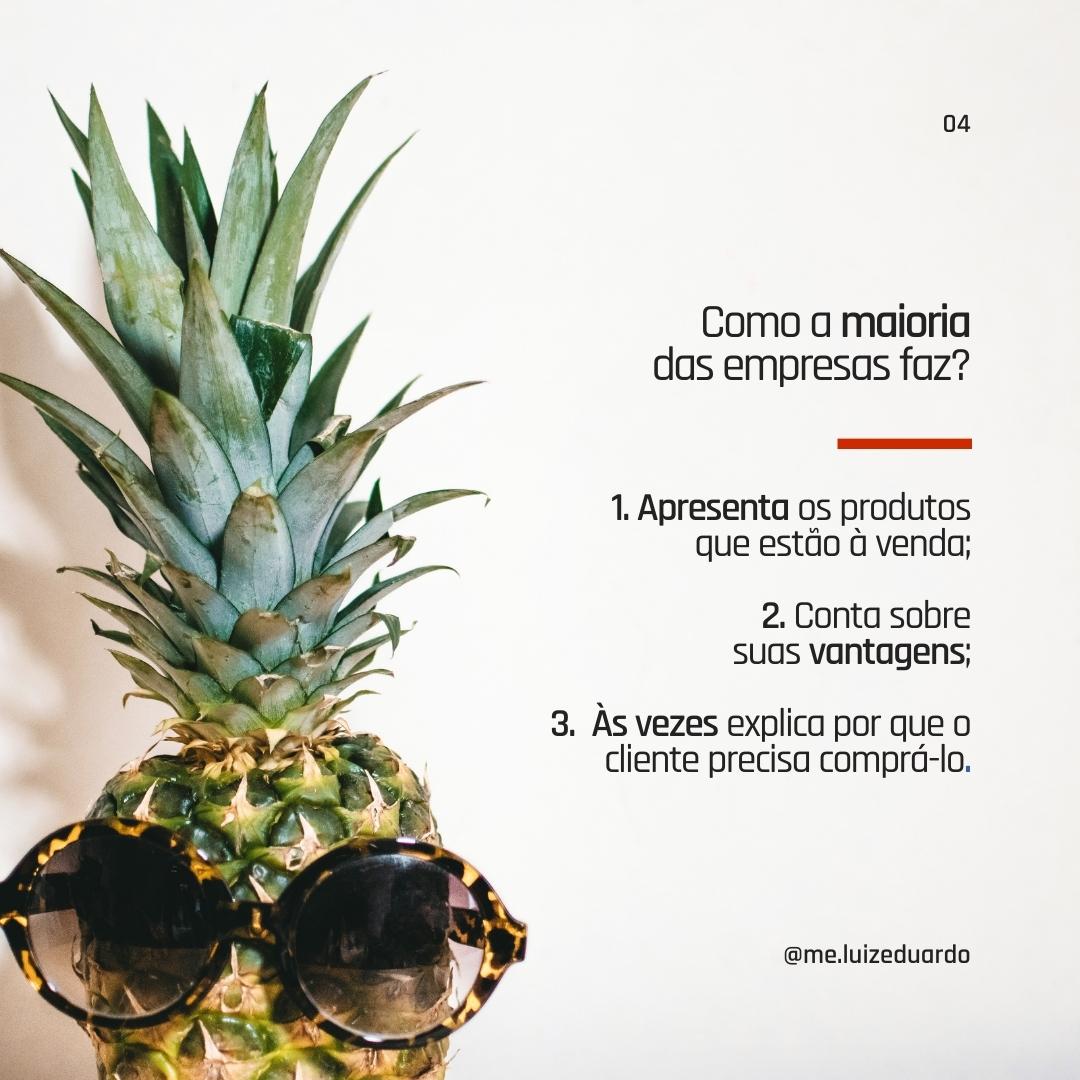 04
Como a maioria
das empresas faz?
1. Apresenta os produtos
que estão à venda;
2. Conta sobre
suas vantagens;
3. Às vezes explica por que o
cliente precisa comprá-lo.
@me.luizeduardo